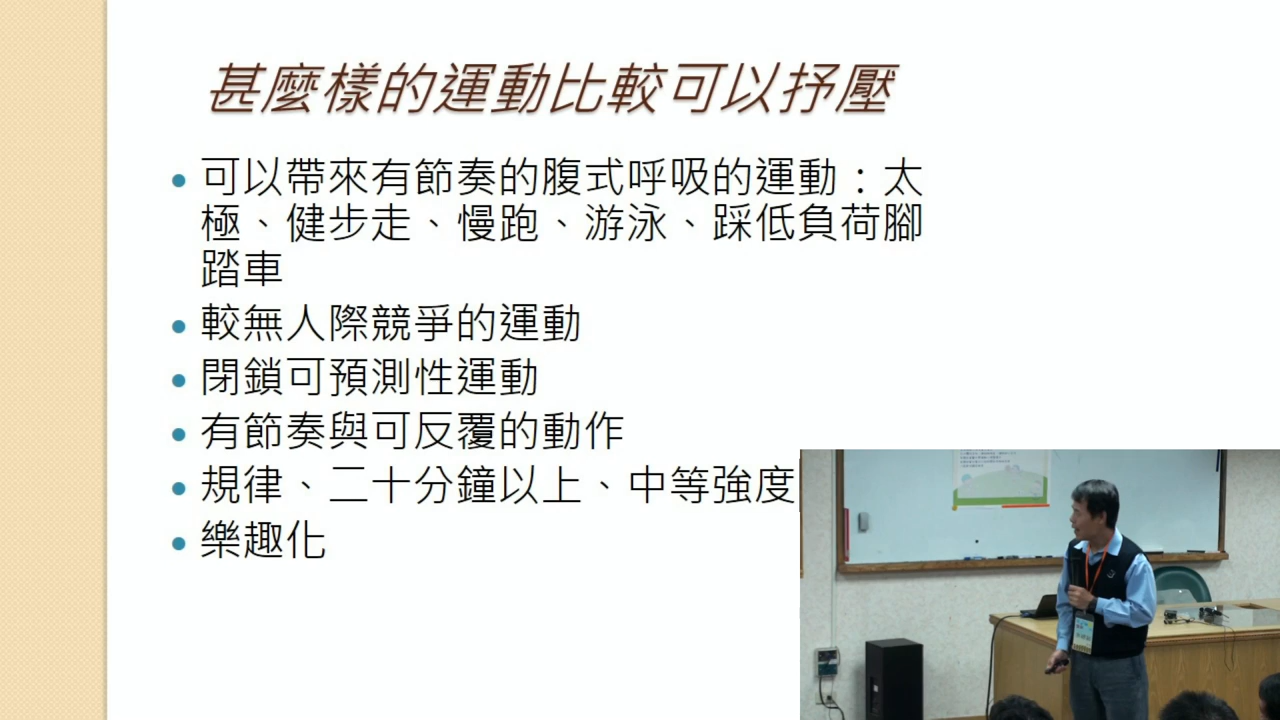 甚麼樣的運動比較可以抒壓
可以帶來有節奏的腹式呼吸的運動：太
極、健步走、慢跑、游泳、踩低負荷腳
踏車
較無人際競爭的運動
閉鎖可預測性運動
有節奏與可反覆的動作
規律、二十分鐘以上、中等強度
樂趣化